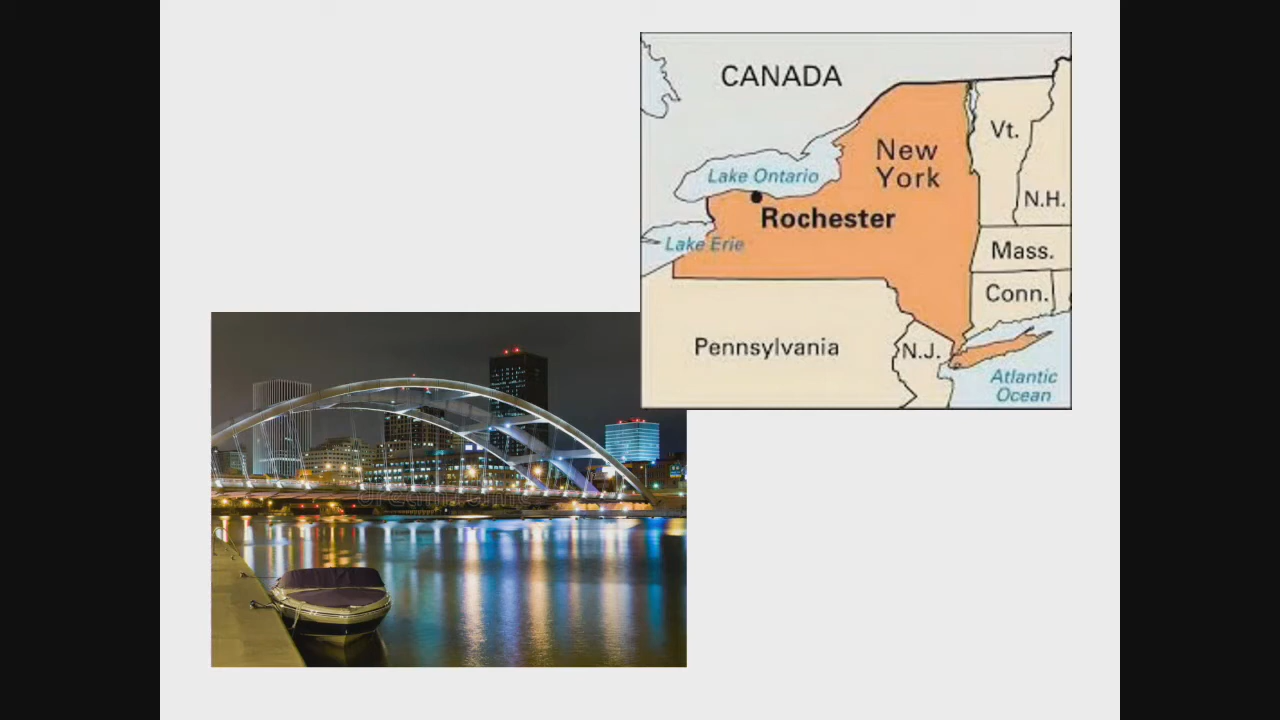 CANADA
Vt.
New
York
Lake Ontario
N.H.
Rochester
Lake Erie
Mass.
Conn.
Pennsylvania
N.J.
Atlantic
Ocean